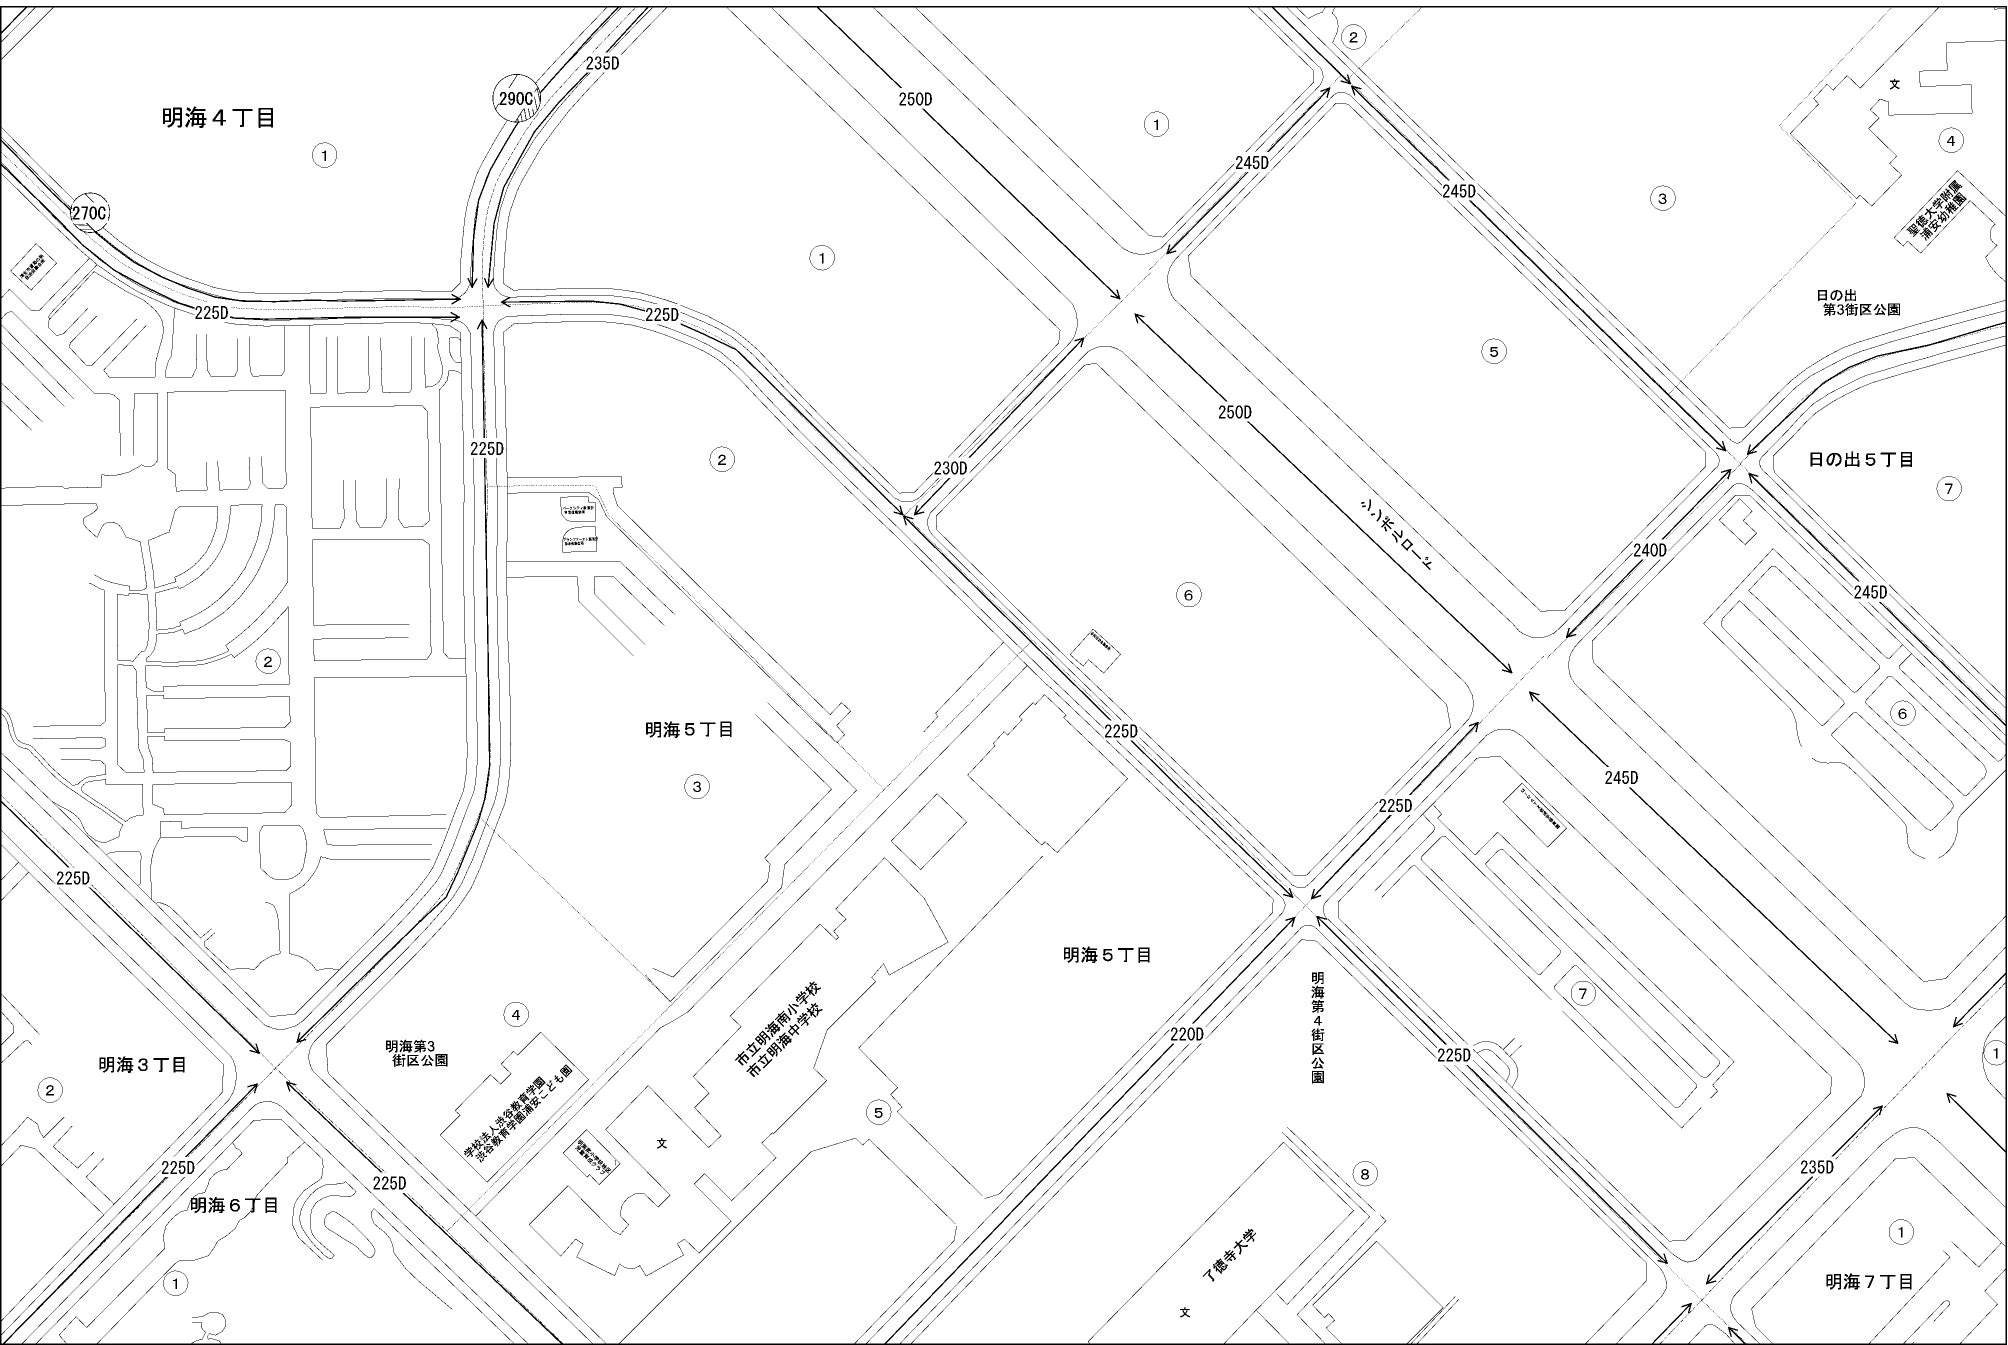 235D
290C
250D
明海４丁目
1
1
2
文
4
245D
245D
3
聖徳大学附属
浦安幼稚園
270C
225D
225D
1
日の出
第3街区公園
5
250D
225D
2
230D
シンボルロード
日の出５丁目
7
240D
245D
6
2
明海５丁目
225D
6
3
225D
245D
225D
明海５丁目
7
市立明海南小学校
市立明海中学校
明海第４街区公園
4
220D
225D
明海第3
街区公園
明海３丁目
2
学校法人渋谷教育学園
渋谷教育学園浦安こども園
5
文
1
225D
225D
明海６丁目
8
235D
1
了徳寺大学
文
1
明海７丁目